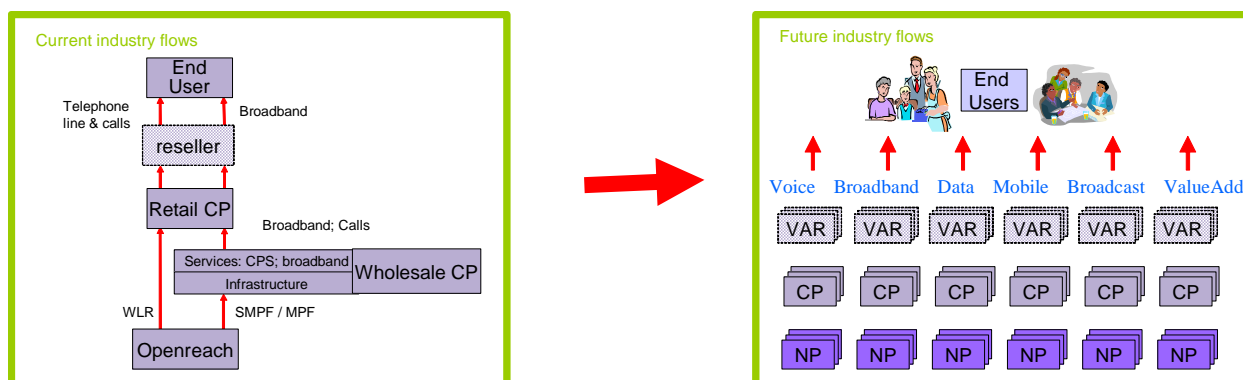 Current industry flows
End
User
Telephone
line & calls
Broadband
reseller
Retail CP
Broadband; Calls
Services: CPS; broadband
Wholesale CP
Infrastructure
WLR
SMPF / MPF
Openreach
Future industry flows
End
Users
Voice Broadband Data Mobile Broadcast ValueAdd
VAR VAR VAR VAR VAR VAR
CP CP CP CP CP CP
NP NP NP NP NP NP